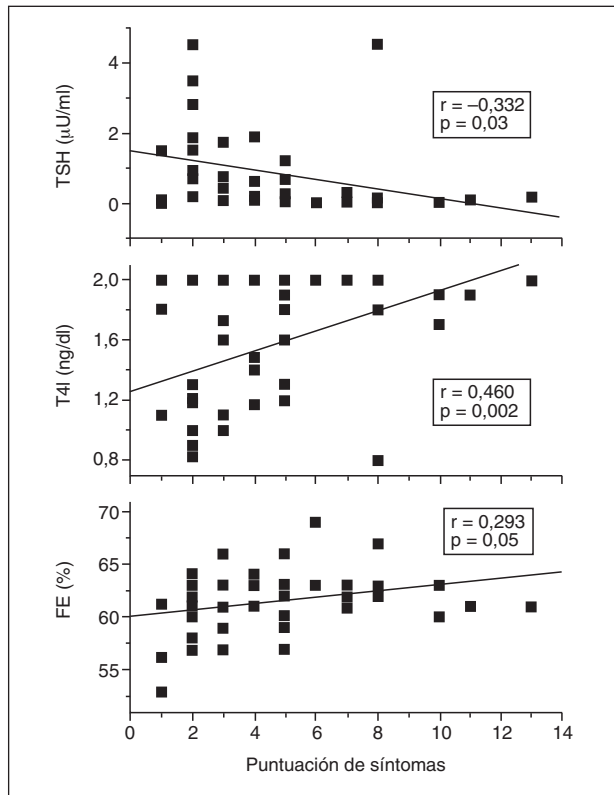 4
2
0
TSH (μU/ml)
r = –0,332
p = 0,03
2,0
1,6
1,2
0,8
T4l (ng/dl)
r = 0,460
p = 0,002
70
65
60
55
FE (%)
r = 0,293
p = 0,05
0 2 4 6 8 10 12 14
Puntuación de síntomas